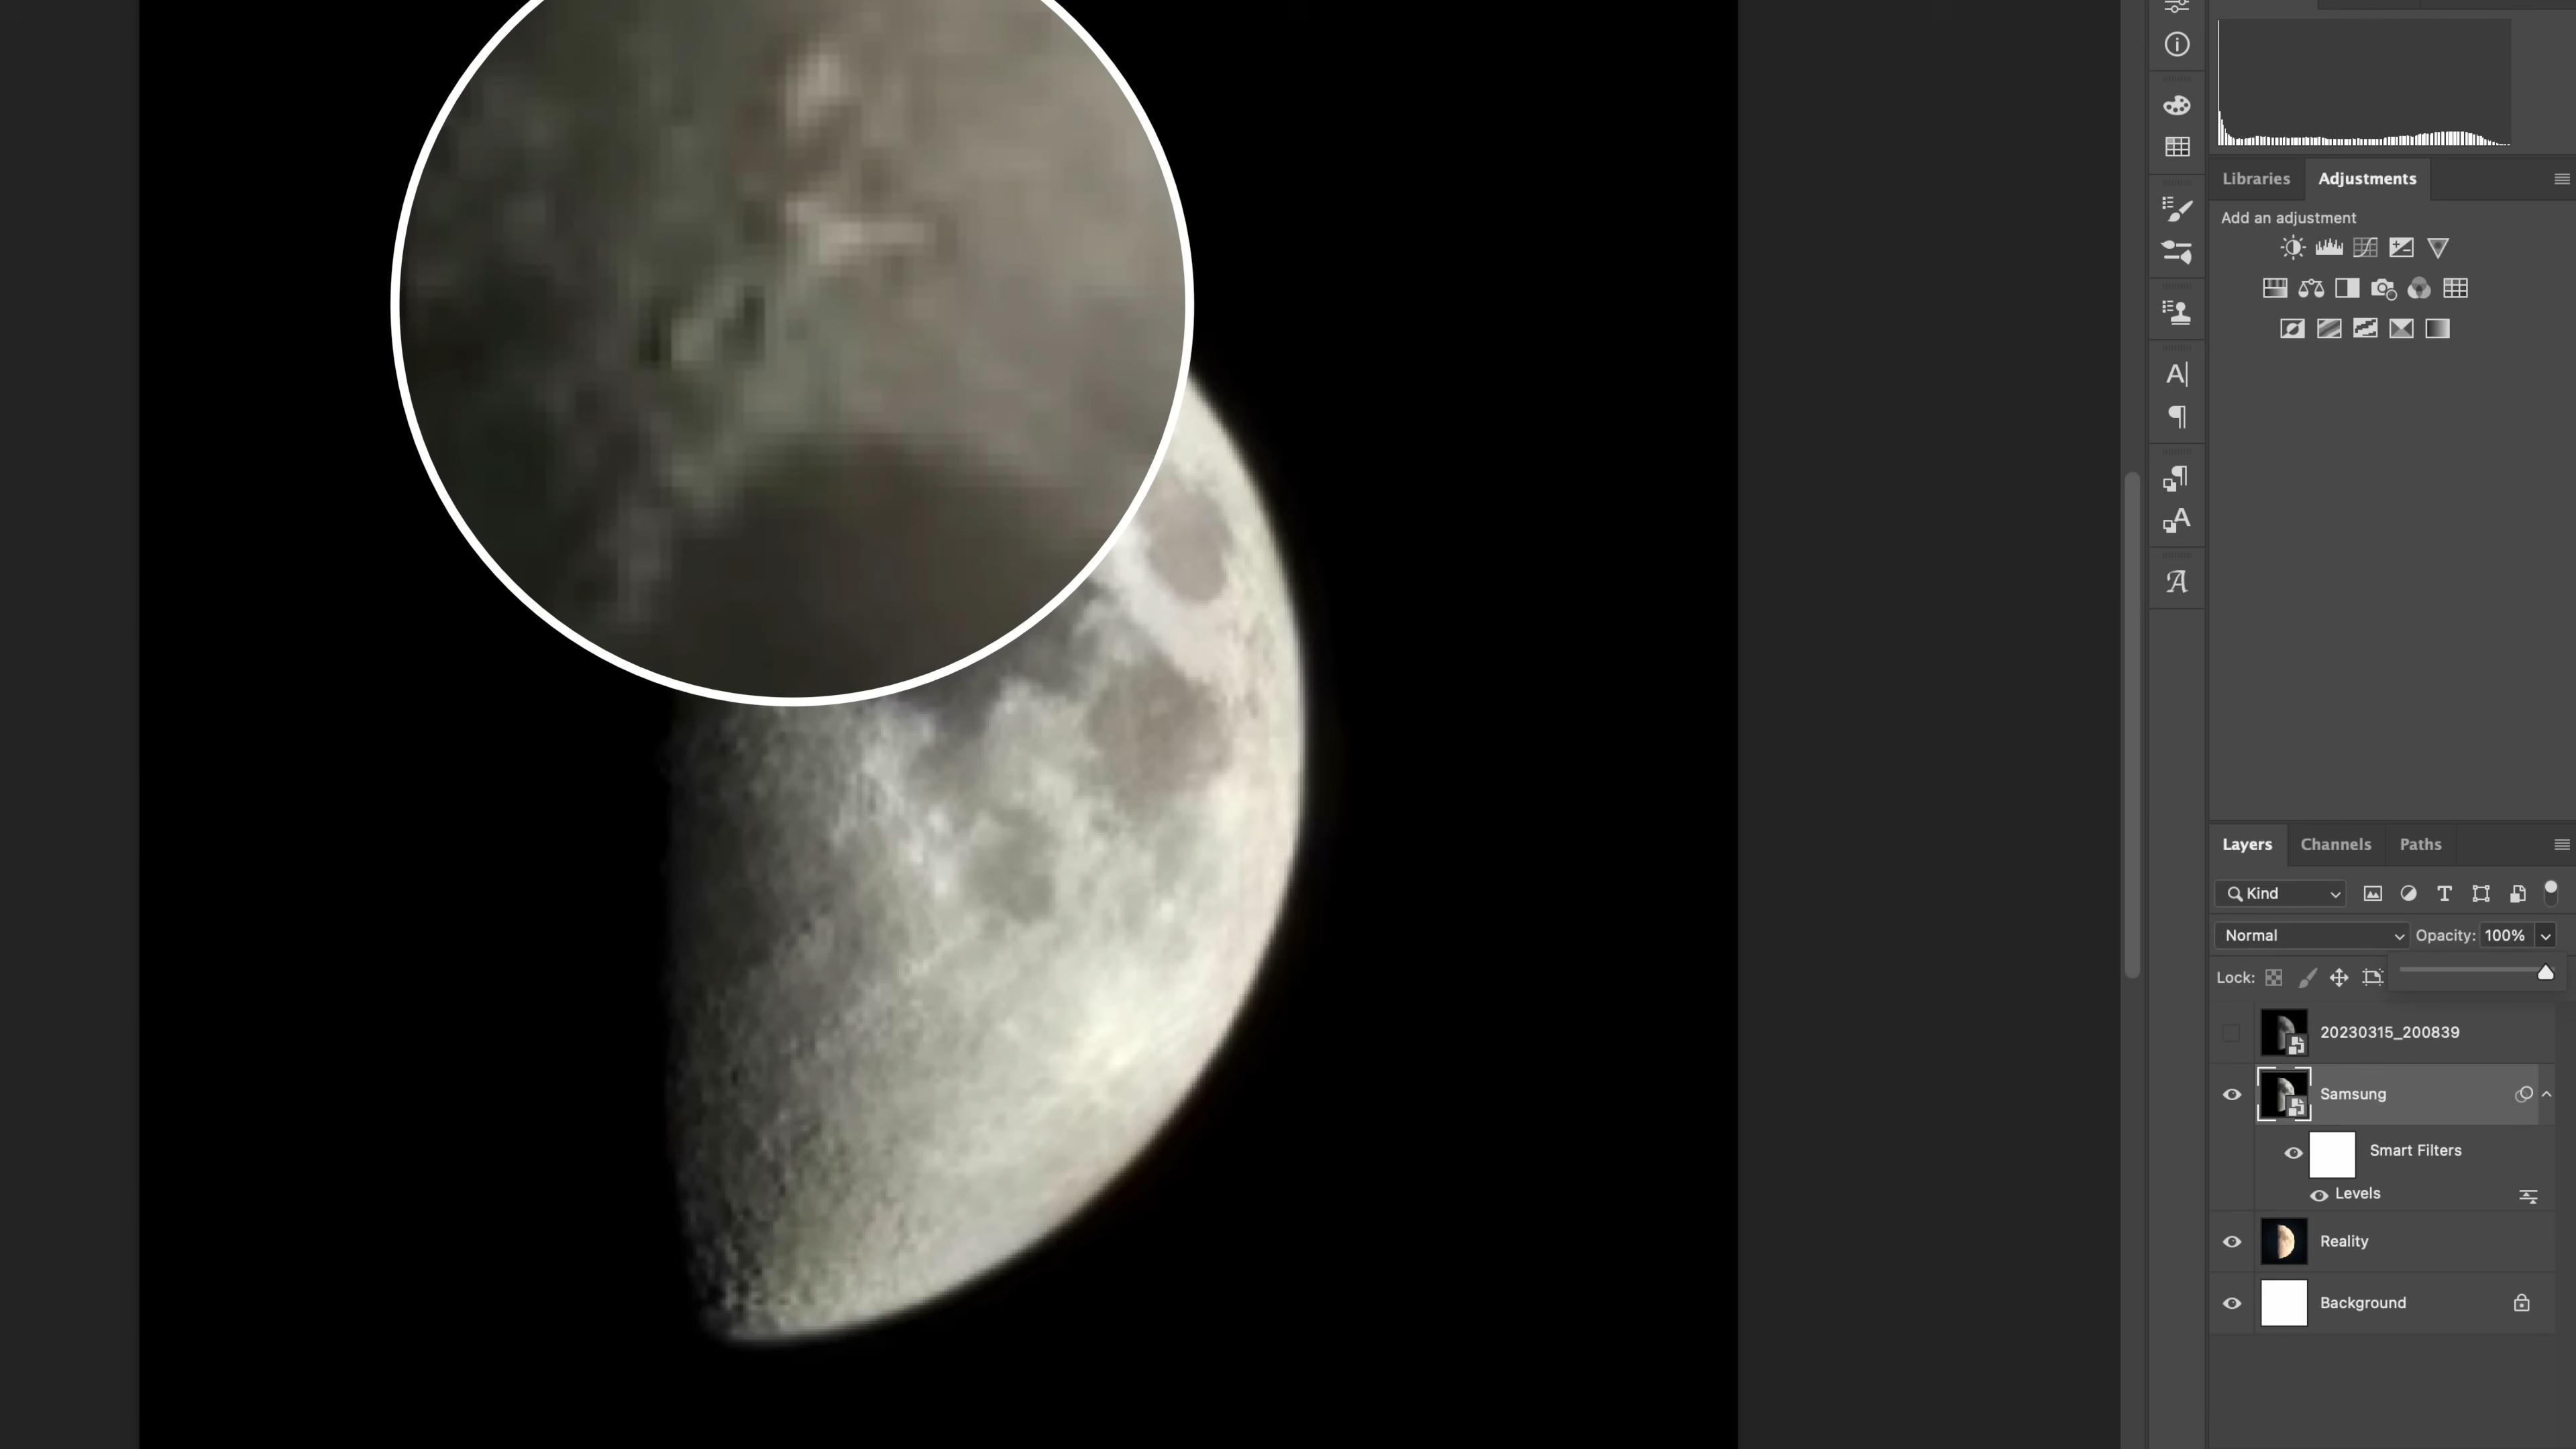 Libraries
Adjustments
Add an adjustment
Layers
Channels
Paths
Kind
Normal
Opacity: 100%
Lock:
20230315_200839
Samsung
Smart Filters
Levels
Reality
Background